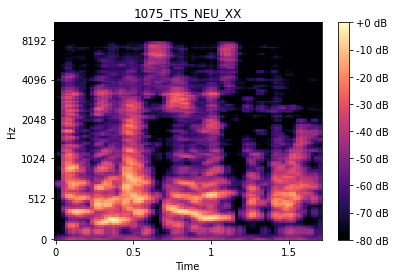 1075_ITS_NEU_XX
8192
4096
2048
1024
512
0
Hz
0
0.5
1
1.5
Time
+0 dB
-10 dB
-20 dB
-30 dB
-40 dB
-50 dB
-60 dB
-70 dB
-80 dB